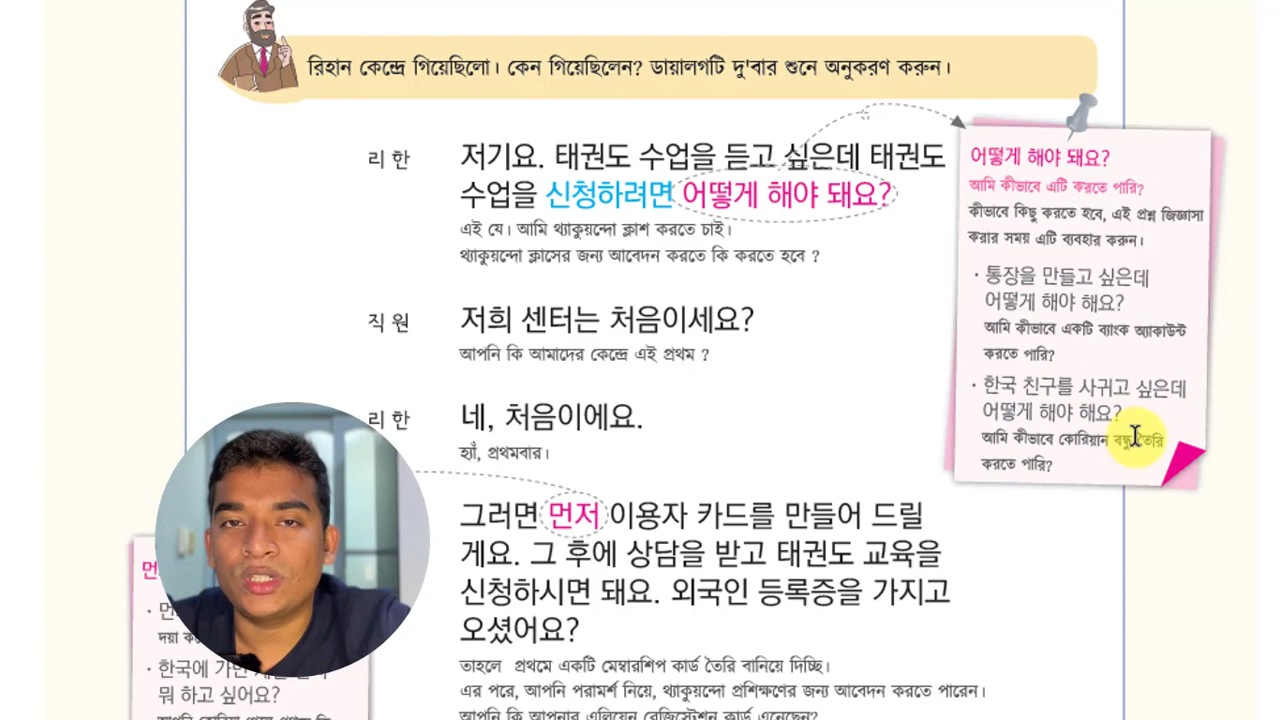 রিহান কেন্দ্রে গিয়েছিলো। কেন গিয়েছিলেন? ডায়ালগটি দু'বার শুনে অনুকরণ করুন।
리 한
저기요. 태권도 수업을 듣고 싶은데 태권도
수업을 신청하려면 어떻게 해야 돼요?
এই যে। আমি থ্যাকুয়ন্দো ক্লাশ করতে চাই।
থ্যাকুয়ন্দো ক্লাসের জন্য আবেদন করতে কি করতে হবে ?
직 원
저희 센터는 처음이세요?
আপনি কি আমাদের কেন্দ্রে এই প্রথম ?
리 한
네, 처음이에요.
হ্যাঁ, প্রথমবার।
그러면 먼저 이용자 카드를 만들어 드릴
게요. 그 후에 상담을 받고 태권도 교육을
신청하시면 돼요. 외국인 등록증을 가지고
오셨어요?
তাহলে প্রথমে একটি মেম্বারশিপ কার্ড তৈরি বানিয়ে দিচ্ছি।
এর পরে, আপনি পরামর্শ নিয়ে, থ্যাকুয়ন্দো প্রশিক্ষণের জন্য আবেদন করতে পারেন।
আপনি কি আপনার এলিয়েন রেজিস্ট্রেশন কার্ড এনেছেন?
어떻게 해야 돼요?
আমি কীভাবে এটি করতে পারি?
কীভাবে কিছু করতে হবে, এই প্রশ্ন জিজ্ঞাসা
করার সময় এটি ব্যবহার করুন।
· 통장을 만들고 싶은데
어떻게 해야 해요?
আমি কীভাবে একটি ব্যাংক অ্যাকাউন্ট
করতে পারি?
· 한국 친구를 사귀고 싶은데
어떻게 해야 해요?
আমি কীভাবে কোরিয়ান বন্ধু তৈরি
করতে পারি?
· 한국에 가면
뭐 하고 싶어요?